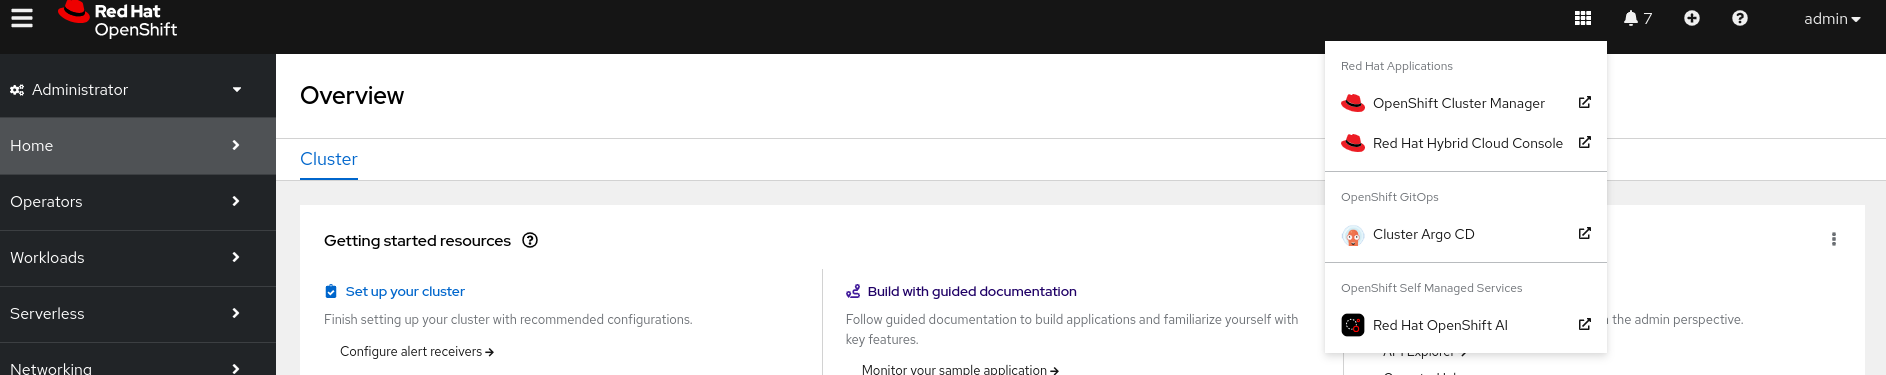 Red Hat
OpenShift
7
admin
Administrator
Home
Operators
Workloads
Serverless
Networking
Overview
Cluster
Getting started resources
Set up your cluster
Finish setting up your cluster with recommended configurations.
Configure alert receivers
Build with guided documentation
Follow guided documentation to build applications and familiarize yourself with
key features.
Monitor your sample application
the admin perspective.
Red Hat Applications
OpenShift Cluster Manager
Red Hat Hybrid Cloud Console
OpenShift GitOps
Cluster Argo CD
OpenShift Self Managed Services
Red Hat OpenShift AI